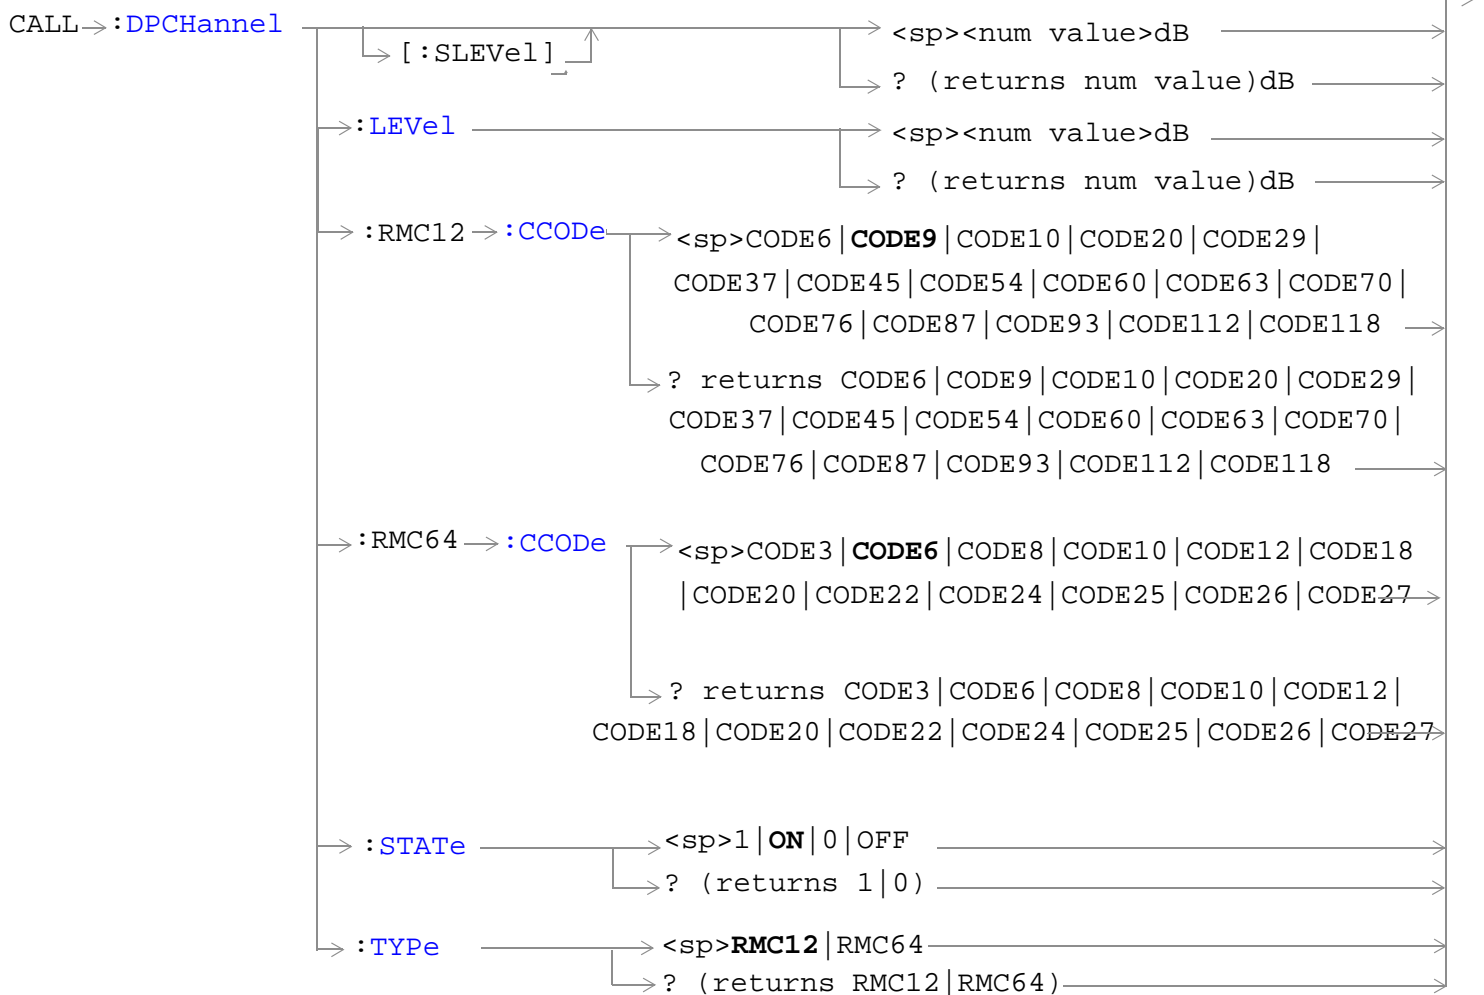 CALL :DPCHannel
<sp><num value>dB
[:SLEVel]
? (returns num value)dB
:LEVel <sp><num value>dB
? (returns num value)dB
:RMC12 :CCODe <sp>CODE6|CODE9|CODE10|CODE20|CODE29|
CODE37|CODE45|CODE54|CODE60|CODE63|CODE70|
CODE76|CODE87|CODE93|CODE112|CODE118
? returns CODE6|CODE9|CODE10|CODE20|CODE29|
CODE37|CODE45|CODE54|CODE60|CODE63|CODE70|
CODE76|CODE87|CODE93|CODE112|CODE118
:RMC64 :CCODe <sp>CODE3|CODE6|CODE8|CODE10|CODE12|CODE18
|CODE20|CODE22|CODE24|CODE25|CODE26|CODE27
? returns CODE3|CODE6|CODE8|CODE10|CODE12|
CODE18|CODE20|CODE22|CODE24|CODE25|CODE26|CODE27
:STATe <sp>1|ON|0|OFF
? (returns 1|0)
:TYPe <sp>RMC12|RMC64
? (returns RMC12|RMC64)